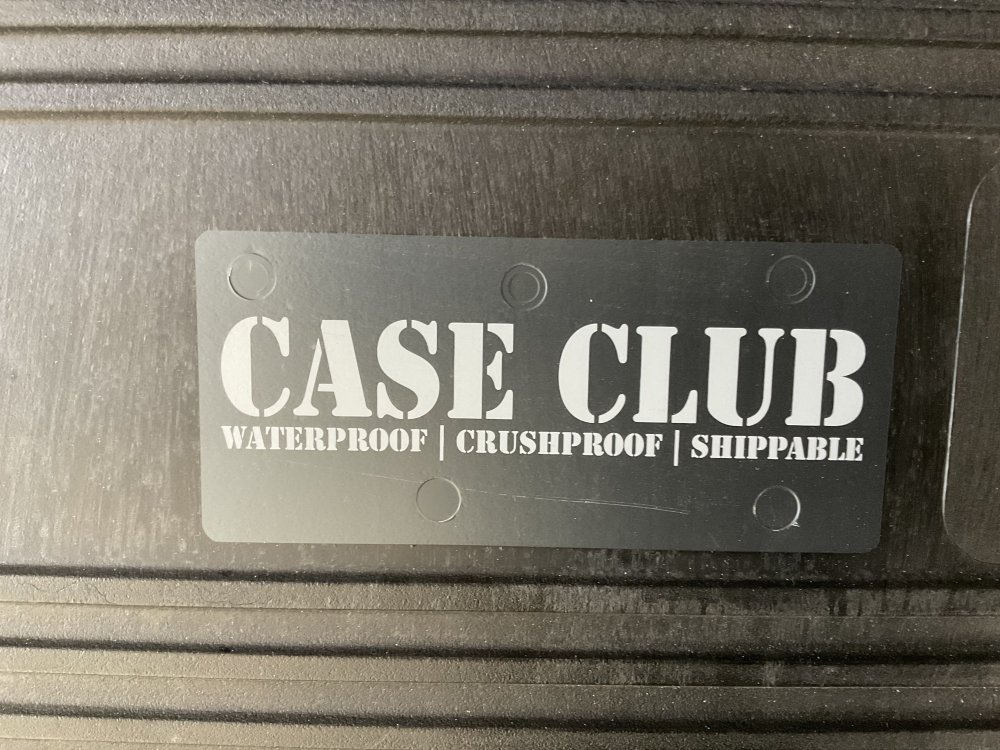 CASE CLUB
WATERPROOF | CRUSHPROOF | SHIPPABLE